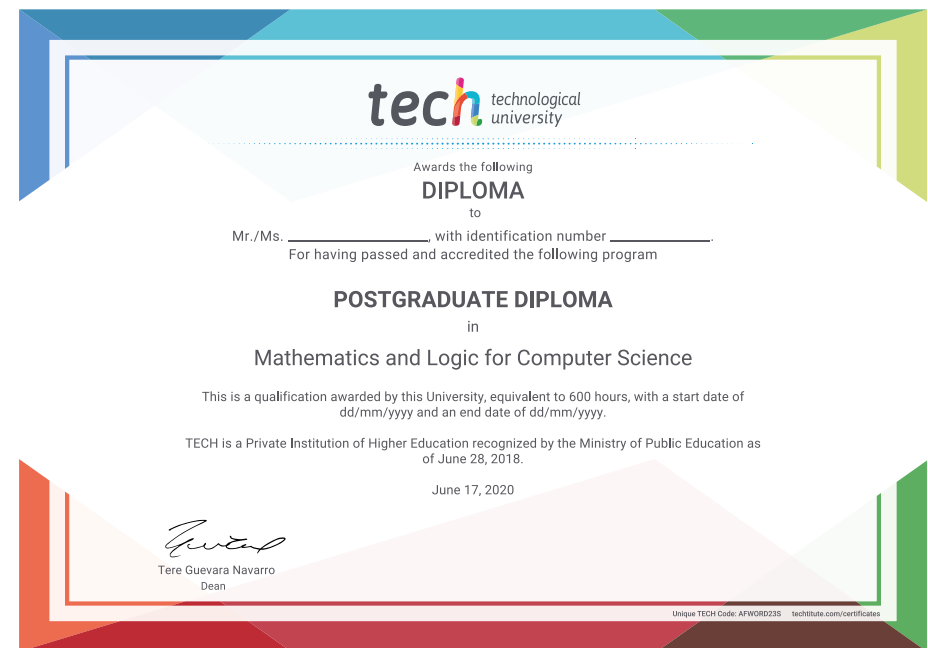 tech technological
university
Awards the following
DIPLOMA
to
Mr./Ms. ____________, with identification number ____________.
For having passed and accredited the following program
POSTGRADUATE DIPLOMA
in
Mathematics and Logic for Computer Science
This is a qualification awarded by this University, equivalent to 600 hours, with a start date of
dd/mm/yyyy and an end date of dd/mm/yyyy.
TECH is a Private Institution of Higher Education recognized by the Ministry of Public Education as
of June 28, 2018.
June 17, 2020
Tere Guevara Navarro
Dean
Unique TECH Code: AFWORD23S techtitute.com/certificates